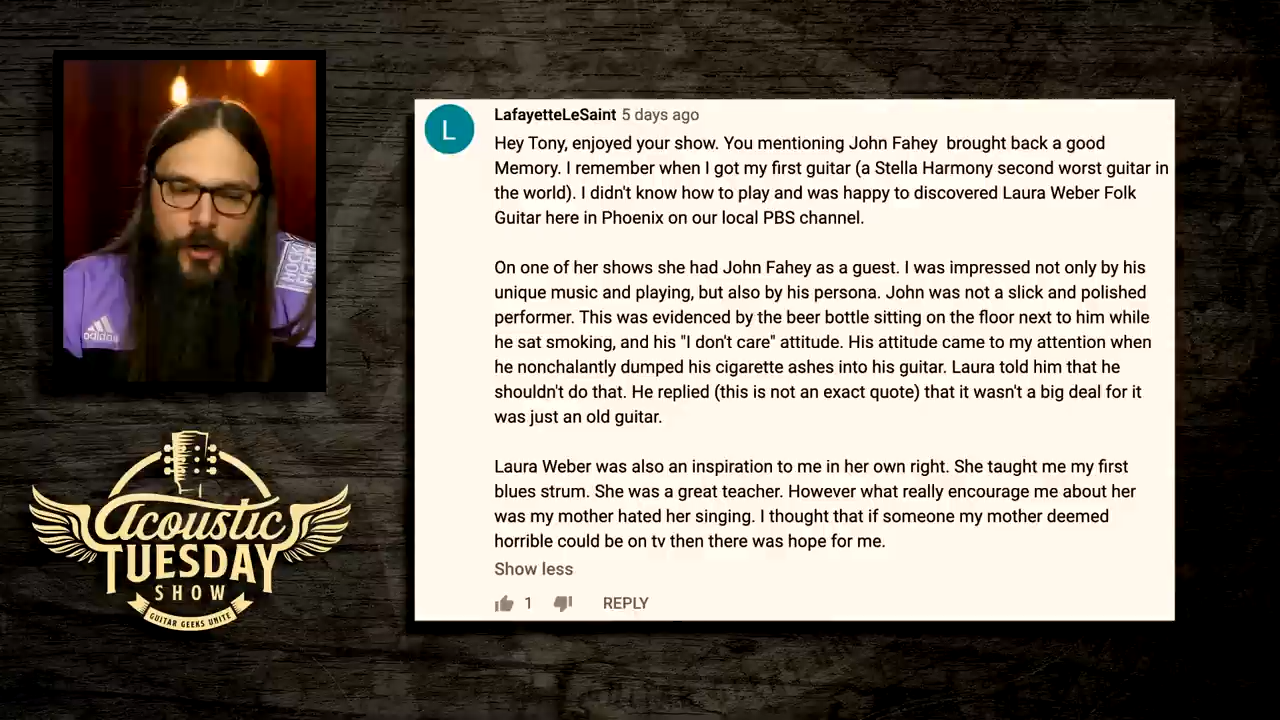 L
LafayetteLeSaint 5 days ago
Hey Tony, enjoyed your show. You mentioning John Fahey  brought back a good
Memory. I remember when I got my first guitar (a Stella Harmony second worst guitar in
the world). I didn't know how to play and was happy to discovered Laura Weber Folk
Guitar here in Phoenix on our local PBS channel.
On one of her shows she had John Fahey as a guest. I was impressed not only by his
unique music and playing, but also by his persona. John was not a slick and polished
performer. This was evidenced by the beer bottle sitting on the floor next to him while
he sat smoking, and his "I don't care" attitude. His attitude came to my attention when
he nonchalantly dumped his cigarette ashes into his guitar. Laura told him that he
shouldn't do that. He replied (this is not an exact quote) that it wasn't a big deal for it
was just an old guitar.
Laura Weber was also an inspiration to me in her own right. She taught me my first
blues strum. She was a great teacher. However what really encourage me about her
was my mother hated her singing. I thought that if someone my mother deemed
horrible could be on tv then there was hope for me.
Show less
1 REPLY
adidas
Acoustic
TUESDAY
SHOW
GUITAR GEEKS UNITE